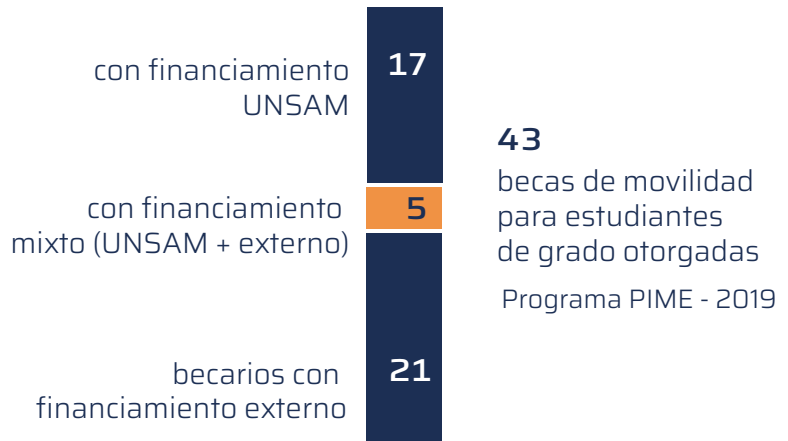 con financiamiento
UNSAM
17
con financiamiento
mixto (UNSAM + externo)
5
becarios con
financiamiento externo
21
43
becas de movilidad
para estudiantes
de grado otorgadas
Programa PIME - 2019